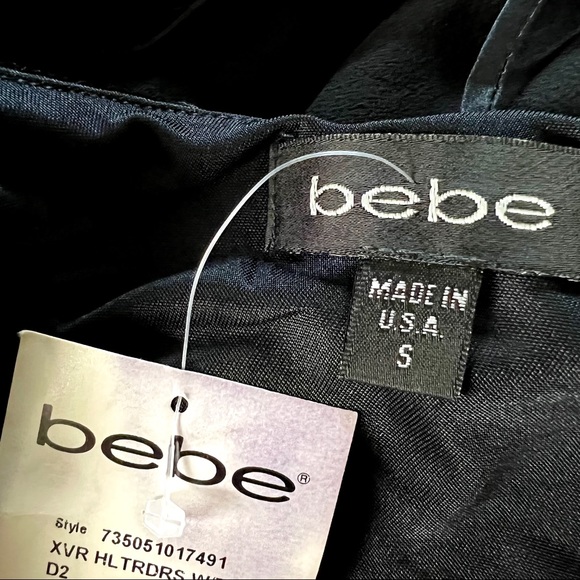 bebe
MADE IN
U.S.A.
S
bebe®
Style 735051017491
XVR HLTRDRS
D2